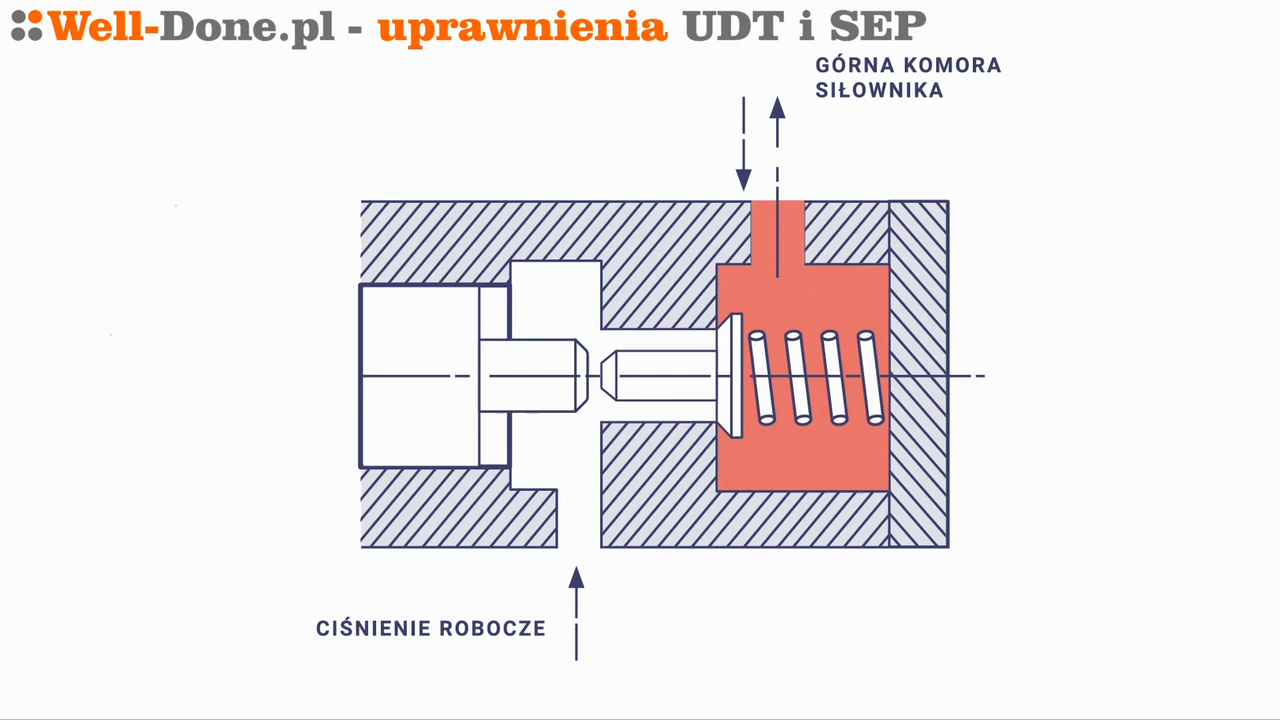 Well-Done.pl - uprawnienia UDT i SEP
GÓRNA KOMORA
SIŁOWNIKA
CIŚNIENIE ROBOCZE